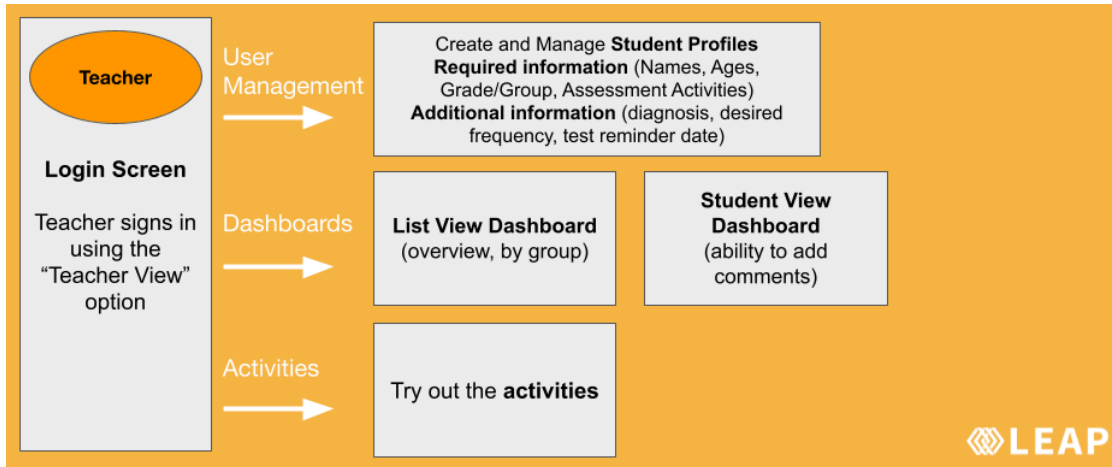 Teacher
Login Screen
Teacher signs in
using the
“Teacher View”
option
User
Management
Create and Manage Student Profiles
Required information (Names, Ages,
Grade/Group, Assessment Activities)
Additional information (diagnosis, desired
frequency, test reminder date)
Dashboards
List View Dashboard
(overview, by group)
Student View
Dashboard
(ability to add
comments)
Activities
Try out the activities
LEAP